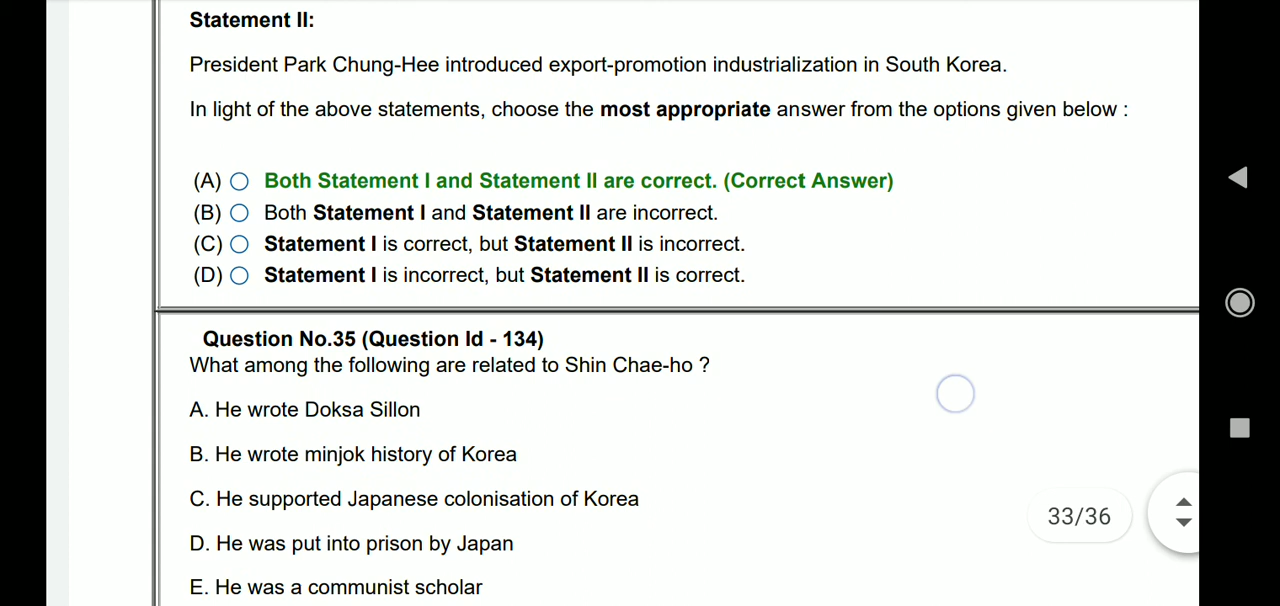 Statement II:
President Park Chung-Hee introduced export-promotion industrialization in South Korea.
In light of the above statements, choose the most appropriate answer from the options given below :
(A) Both Statement I and Statement II are correct. (Correct Answer)
(B) Both Statement I and Statement II are incorrect.
(C) Statement I is correct, but Statement II is incorrect.
(D) Statement I is incorrect, but Statement II is correct.
Question No.35 (Question Id - 134)
What among the following are related to Shin Chae-ho ?
A. He wrote Doksa Sillon
B. He wrote minjok history of Korea
C. He supported Japanese colonisation of Korea
33/36
D. He was put into prison by Japan
E. He was a communist scholar